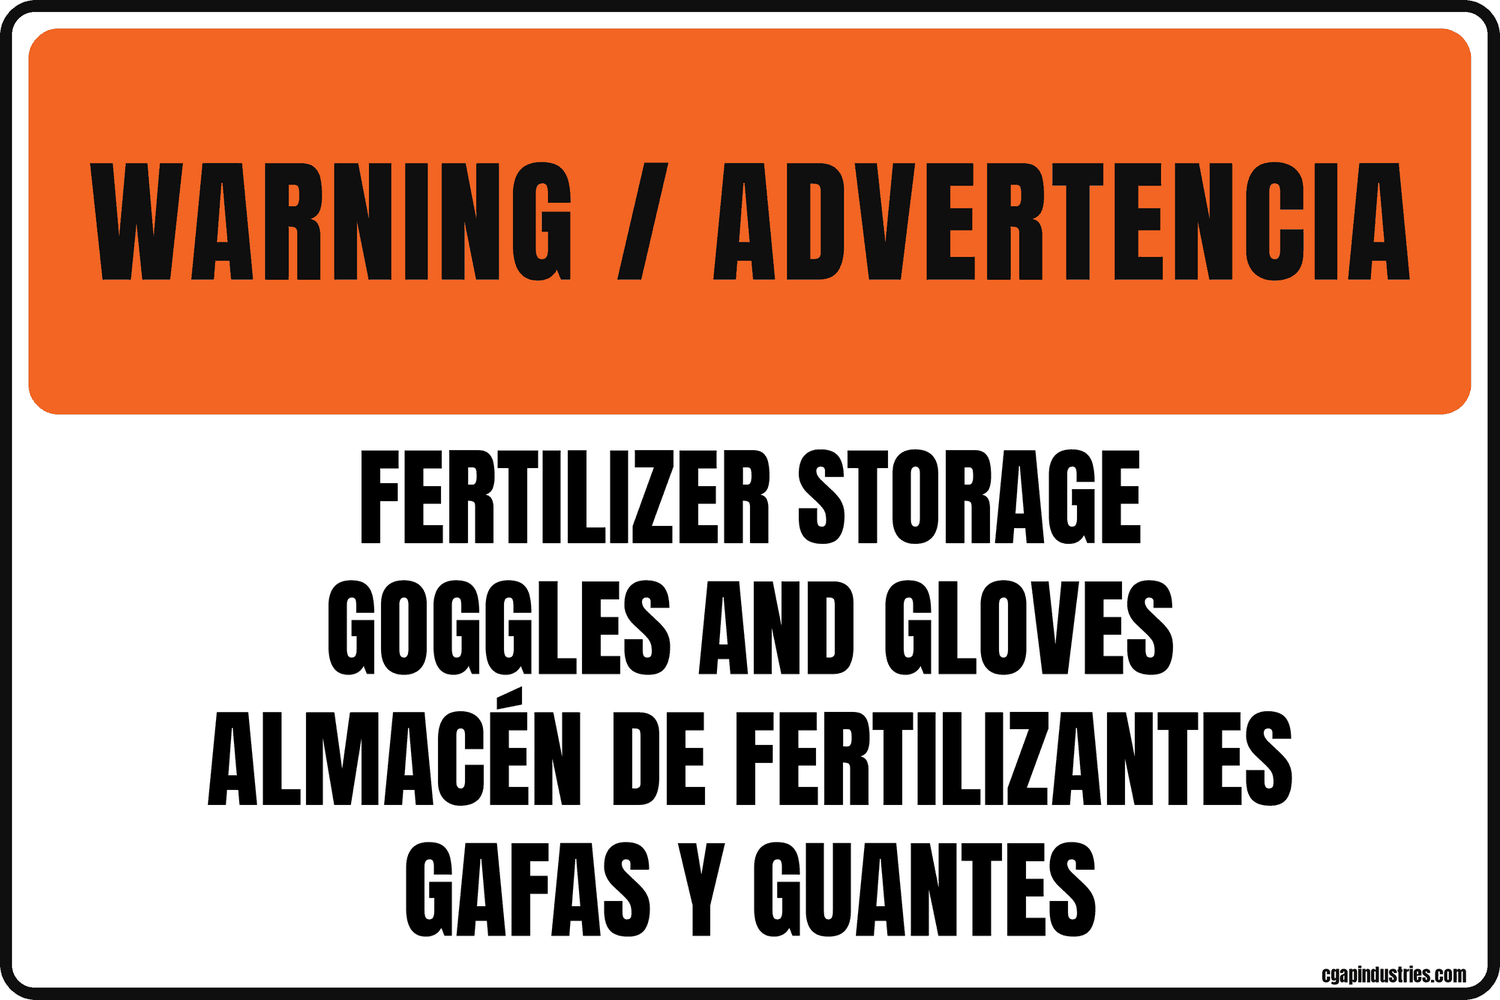 WARNING / ADVERTENCIA
FERTILIZER STORAGE
GOGGLES AND GLOVES
ALMACÉN DE FERTILIZANTES
GAFAS Y GUANTES
cgapindustries.com